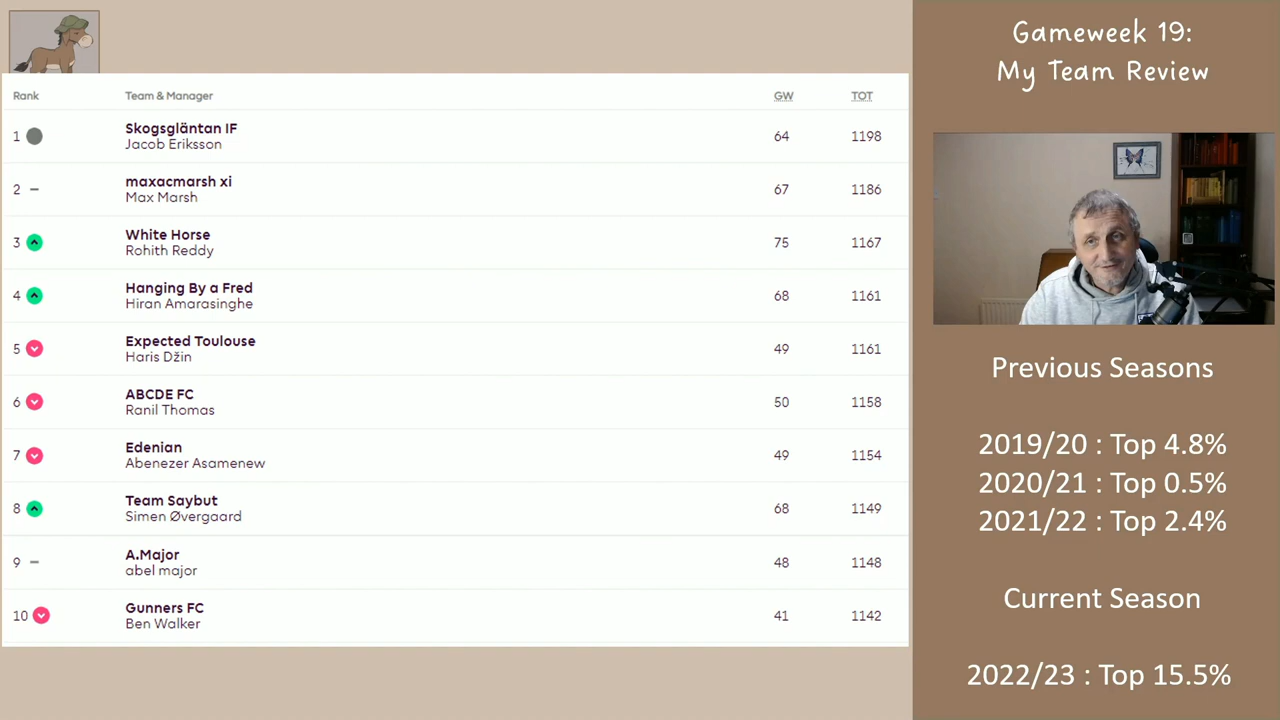 Rank Team & Manager GW TOT
1 Skogsgläntan IF 64 1198
Jacob Eriksson
2 maxacmarsh xi 67 1186
Max Marsh
3 White Horse 75 1167
Rohith Reddy
4 Hanging By a Fred 68 1161
Hiran Amarasinghe
5 Expected Toulouse 49 1161
Haris Džin
6 ABCDE FC 50 1158
Ranil Thomas
7 Edenian 49 1154
Abenezer Asamenew
8 Team Saybut 68 1149
Simen Øvergaard
9 A.Major 48 1148
abel major
10 Gunners FC 41 1142
Ben Walker
Gameweek 19:
My Team Review
Previous Seasons
2019/20 : Top 4.8%
2020/21 : Top 0.5%
2021/22 : Top 2.4%
Current Season
2022/23 : Top 15.5%